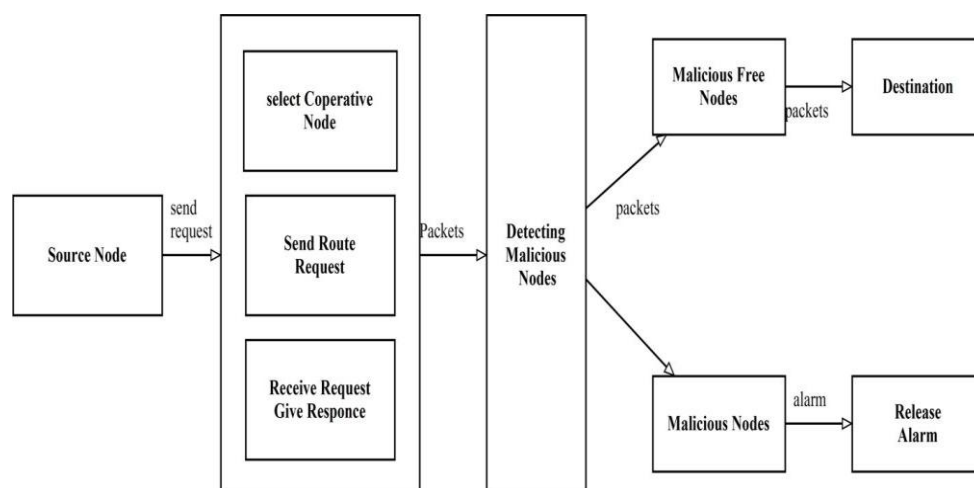 Source Node
send
request
select Coperative
Node
Send Route
Request
Receive Request
Give Responce
Packets
Detecting
Malicious
Nodes
packets
Malicious Free
Nodes
packets
Destination
Malicious Nodes
alarm
Release
Alarm